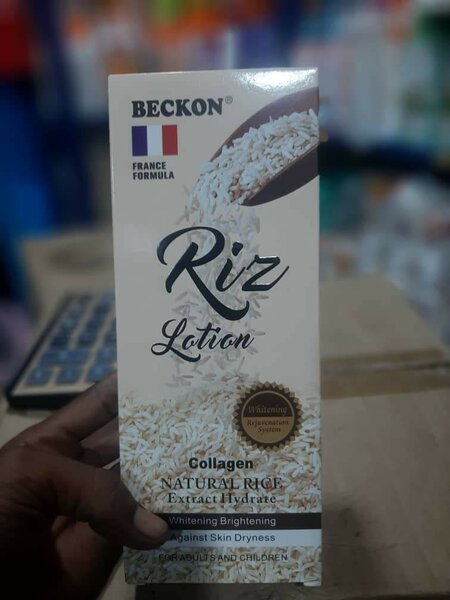 BECKON®
FRANCE
FORMULA
Riz
Lotion
Whitening
Rejuvenation
System
Collagen
NATURAL RICE
Extract Hydrate
Whitening Brightening
Against Skin Dryness
FOR ADULTS AND CHILDREN